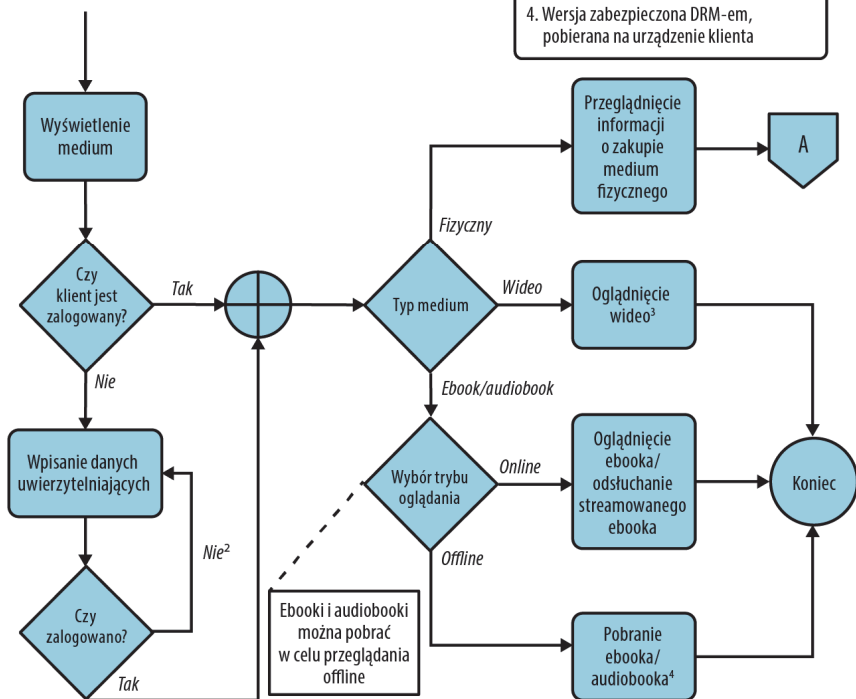 4. Wersja zabezpieczona DRM-em,
pobierana na urządzenie klienta
Wyświetlenie
medium
Przeglądnięcie
informacji
o zakupie
medium
fizycznego
A
Fizyczny
Czy
klient jest
zalogowany?
Tak
Typ medium
Wideo
Oglądnięcie
wideo³
Nie
Ebook/audiobook
Wpisanie danych
uwierzytelniających
Wybór trybu
oglądania
Online
Oglądnięcie
ebooka/
odsłuchanie
streamowanego
ebooka
Koniec
Nie²
Offline
Czy
zalogowano?
Tak
Ebooki i audiobooki
można pobrać
w celu przeglądania
offline
Pobranie
ebooka/
audiobooka⁴